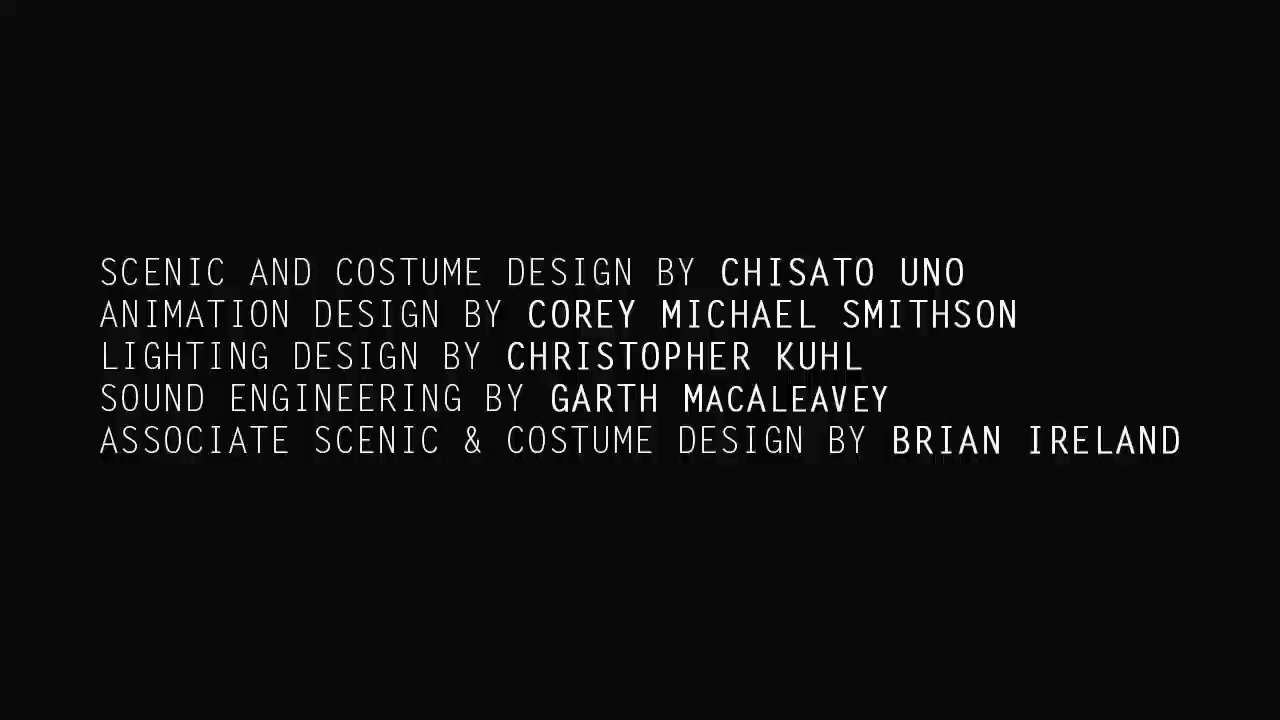 SCENIC AND COSTUME DESIGN BY CHISATO UNO
ANIMATION DESIGN BY COREY MICHAEL SMITHSON
LIGHTING DESIGN BY CHRISTOPHER KUHL
SOUND ENGINEERING BY GARTH MACALEAVEY
ASSOCIATE SCENIC & COSTUME DESIGN BY BRIAN IRELAND